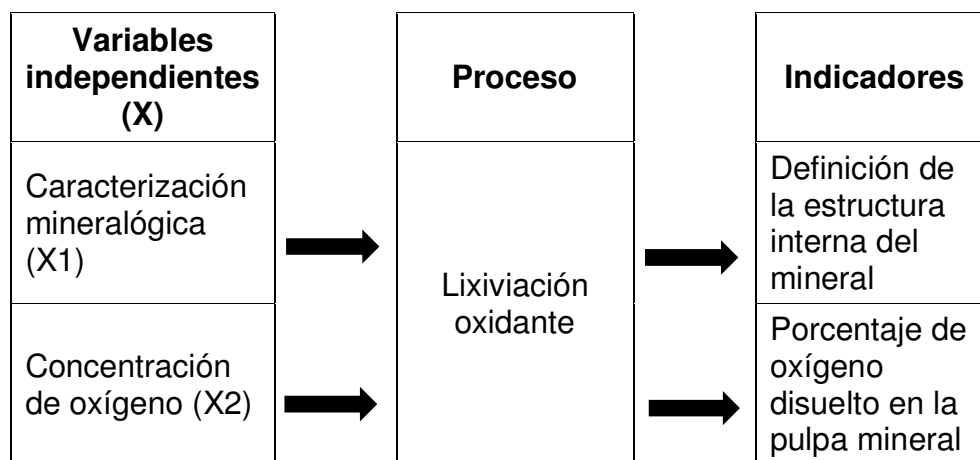 Variables
independientes
(X)
Proceso
Indicadores
Caracterización
mineralógica
(X1)
Lixiviación
oxidante
Definición de
la estructura
interna del
mineral
Concentración
de oxígeno (X2)
Porcentaje de
oxígeno
disuelto en la
pulpa mineral